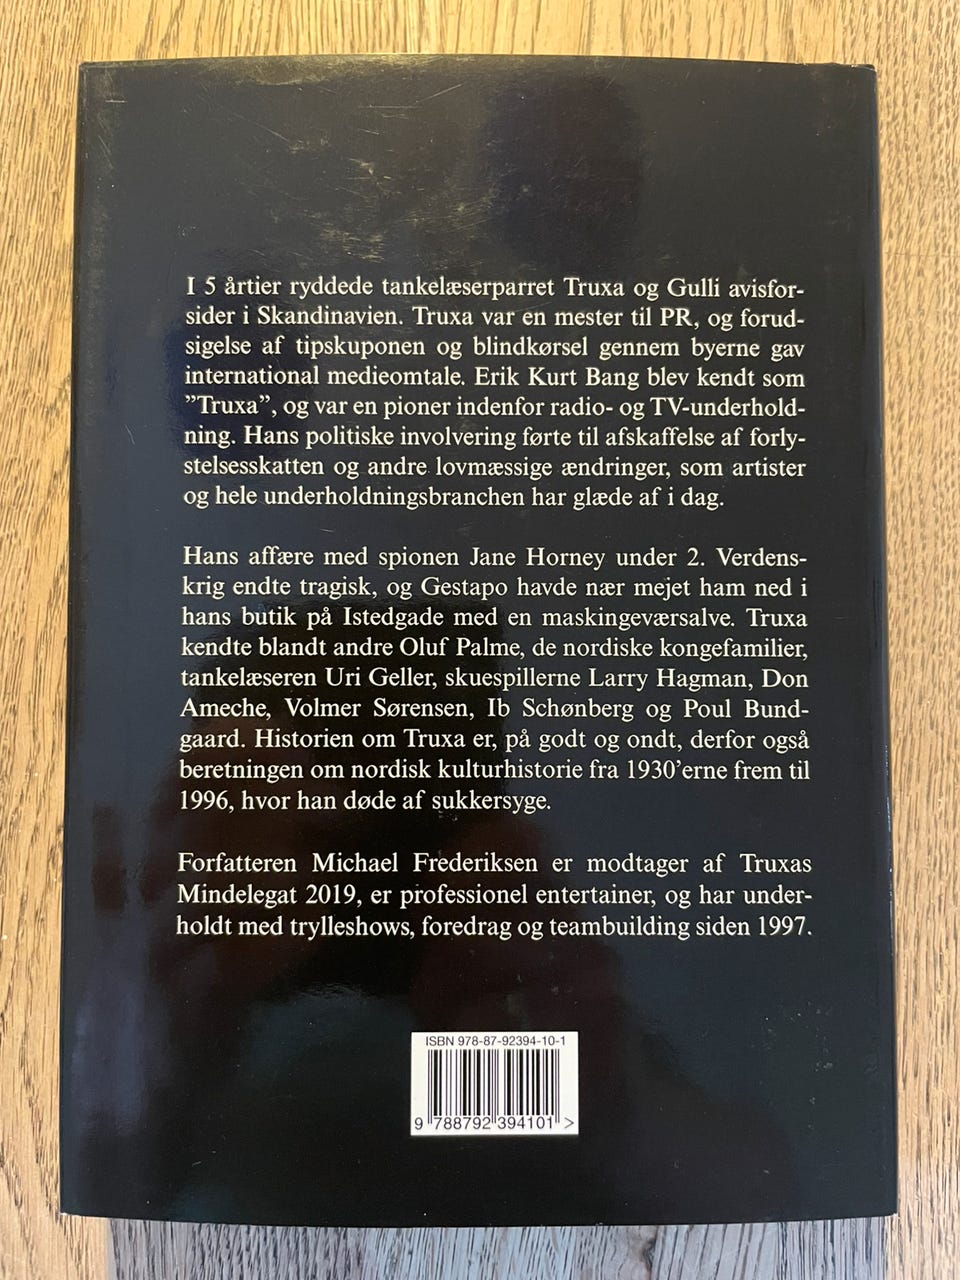 I 5 årtier ryddede tankelæserparret Truxa og Gulli avisfor-
sider i Skandinavien. Truxa var en mester til PR, og forud-
sigelse af tipskuponen og blindkørsel gennem byerne gav
international medieomtale. Erik Kurt Bang blev kendt som
”Truxa”, og var en pioner indenfor radio- og TV-underhold-
ning. Hans politiske involvering førte til afskaffelse af forly-
stelsesskatten og andre lovmæssige ændringer, som artister
og hele underholdningsbranchen har glæde af i dag.
Hans affære med spionen Jane Horney under 2. Verdens-
krig endte tragisk, og Gestapo havde nær mejet ham ned i
hans butik på Istedgade med en maskingeværsalve. Truxa
kendte blandt andre Oluf Palme, de nordiske kongefamilier,
tankelæseren Uri Geller, skuespillerne Larry Hagman, Don
Ameche, Volmer Sørensen, Ib Schønberg og Poul Bund-
gaard. Historien om Truxa er, på godt og ondt, derfor også
beretningen om nordisk kulturhistorie fra 1930’erne frem til
1996, hvor han døde af sukkersyge.
Forfatteren Michael Frederiksen er modtager af Truxas
Mindelegat 2019, er professionel entertainer, og har under-
holdt med trylleshows, foredrag og teambuilding siden 1997.
ISBN 978-87-92394-10-1
9 788792 394101 >